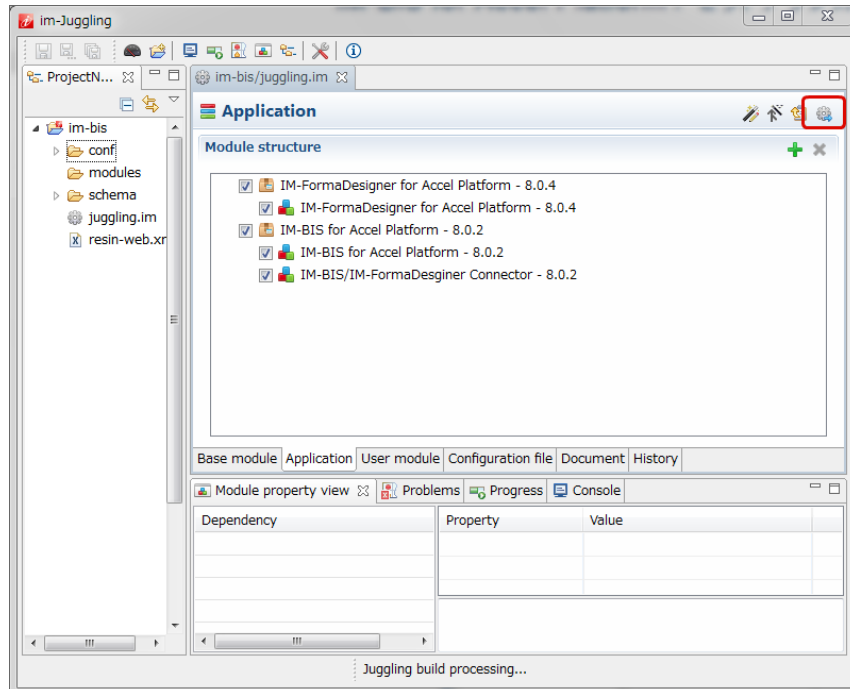 im-Juggling
ProjectN...
im-bis/juggling.im
im-bis
conf
modules
schema
juggling.im
resin-web.xr
Application
Module structure
IM-FormaDesigner for Accel Platform - 8.0.4
IM-FormaDesigner for Accel Platform - 8.0.4
IM-BIS for Accel Platform - 8.0.2
IM-BIS for Accel Platform - 8.0.2
IM-BIS/IM-FormaDesginer Connector - 8.0.2
Base module Application User module Configuration file Document History
Module property view Problems Progress Console
Dependency Property Value
Juggling build processing...